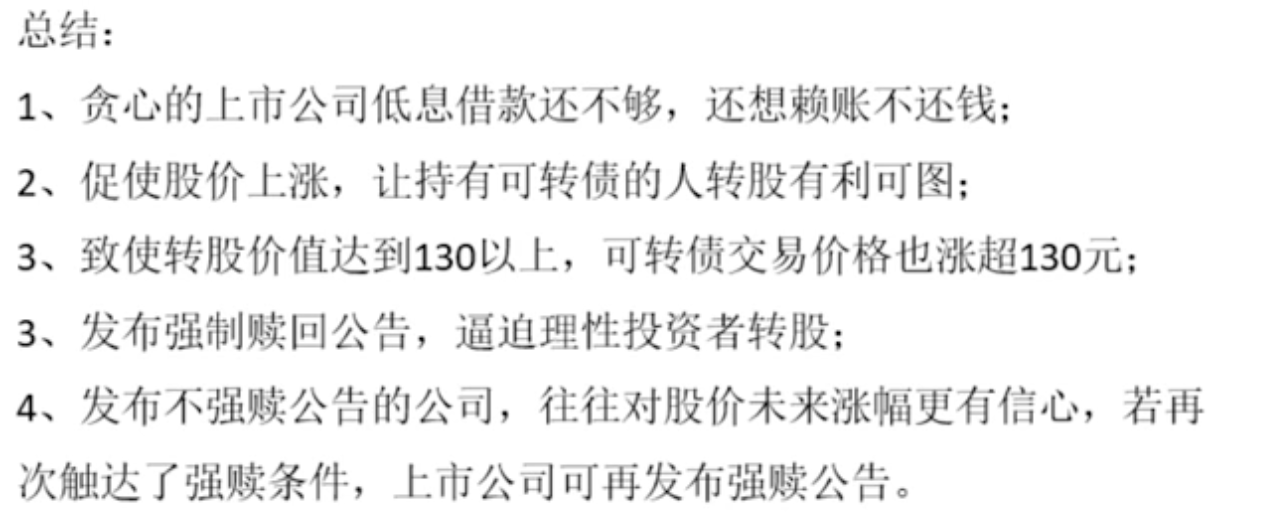 总结：
1、贪心的上市公司低息借款还不够，还想赖账不还钱；
2、促使股价上涨，让持有可转债的人转股有利可图；
3、致使转股价值达到130以上，可转债交易价格也涨超130元；
3、发布强制赎回公告，逼迫理性投资者转股；
4、发布不强赎公告的公司，往往对股价未来涨幅更有信心，若再
次触达了强赎条件，上市公司可再发布强赎公告。